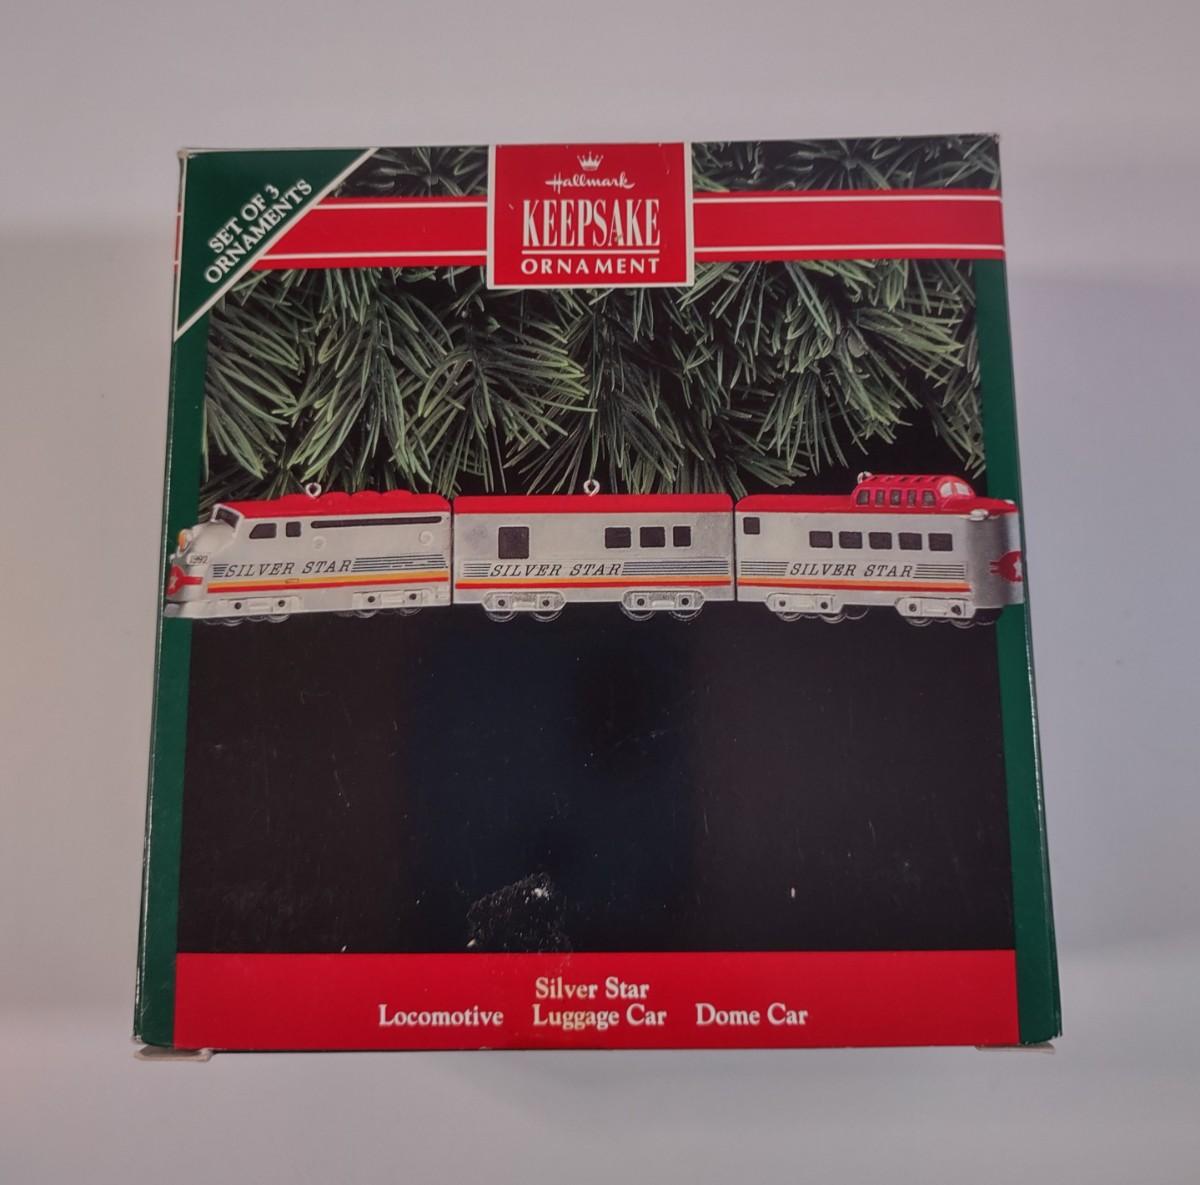 SET OF 3
ORNAMENTS
Hallmark
KEEPSAKE
ORNAMENT
1992
SILVER STAR
SILVER STAR
SILVER STAR
Silver Star
Locomotive Luggage Car Dome Car